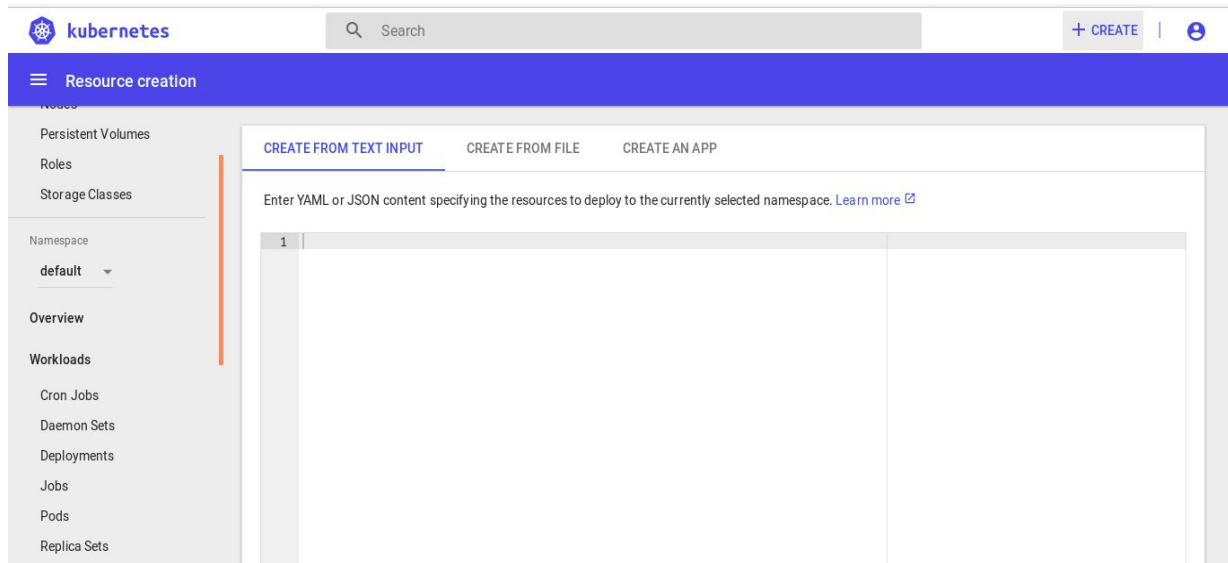 kubernetes
Search
+ CREATE
Resource creation
Nodes
Persistent Volumes
Roles
Storage Classes
Namespace
default
Overview
Workloads
Cron Jobs
Daemon Sets
Deployments
Jobs
Pods
Replica Sets
CREATE FROM TEXT INPUT CREATE FROM FILE CREATE AN APP
Enter YAML or JSON content specifying the resources to deploy to the currently selected namespace. Learn more
1